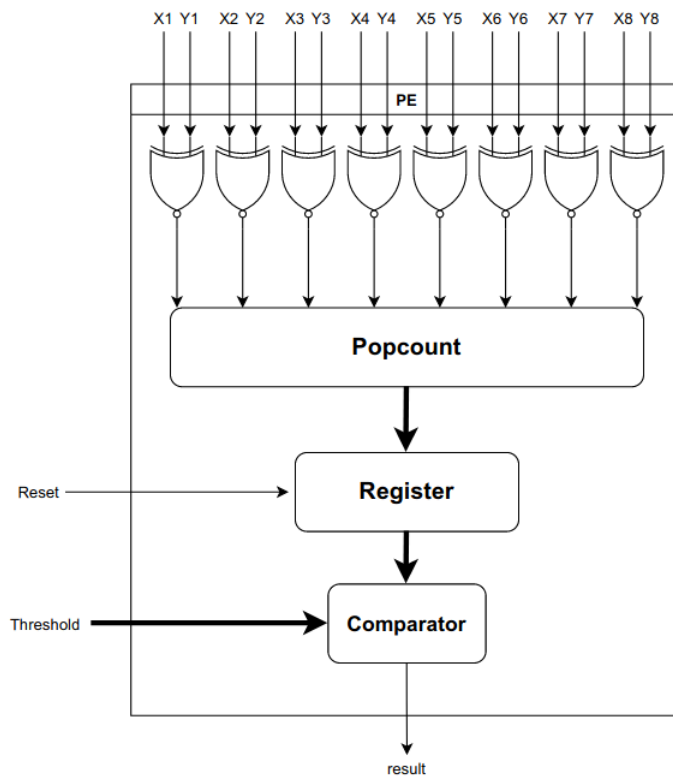 X1 Y1 X2 Y2 X3 Y3 X4 Y4 X5 Y5 X6 Y6 X7 Y7 X8 Y8
PE
Popcount
Reset
Register
Threshold
Comparator
result